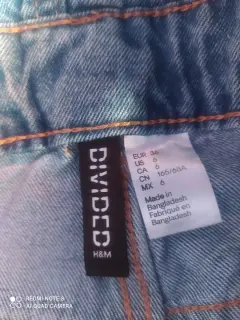 DIVIDED
H&M
EUR 36
US 6
CA 6
CN 165/68A
MX 6
Made in
Bangladesh
Fabriqué en
Bangladesh
REDMI NOTE 8
AI QUAD CAMERA